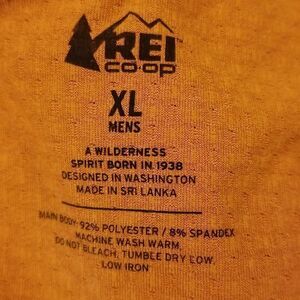 REI
CO·OP
XL
MENS
A WILDERNESS
SPIRIT BORN IN 1938
DESIGNED IN WASHINGTON
MADE IN SRI LANKA
MAIN BODY: 92% POLYESTER / 8% SPANDEX
MACHINE WASH WARM,
DO NOT BLEACH, TUMBLE DRY LOW,
LOW IRON